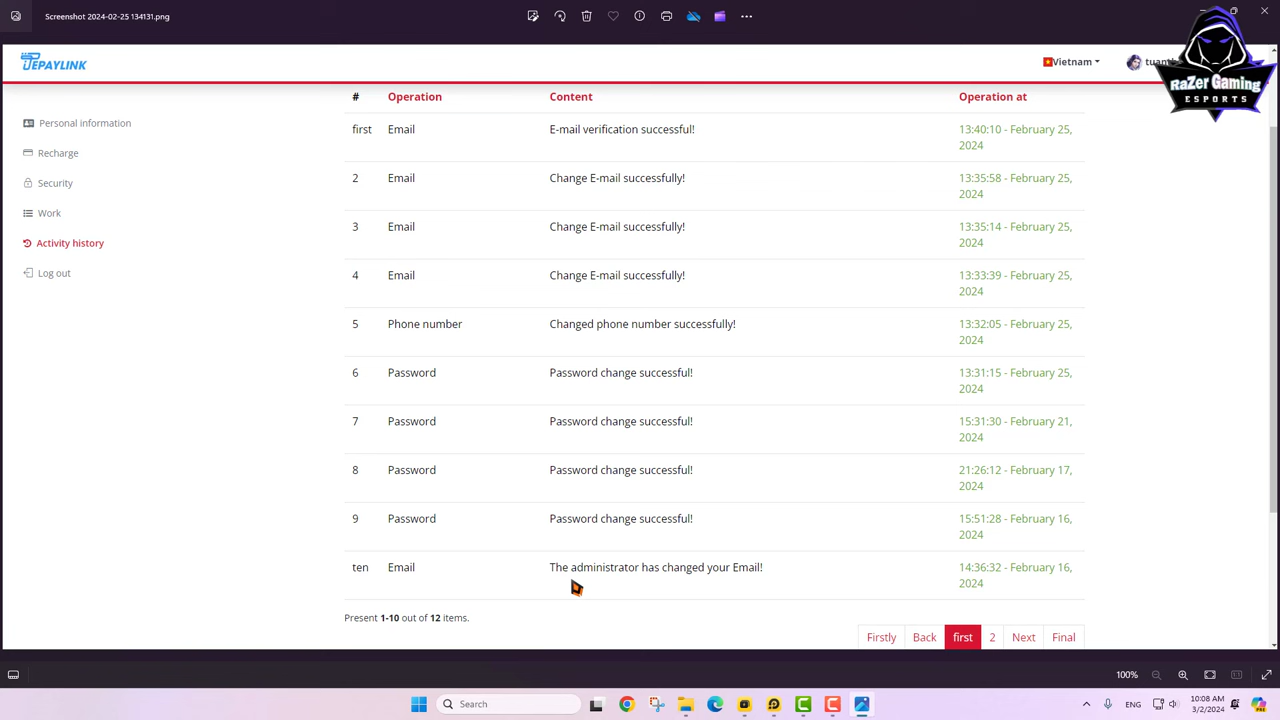 Screenshot 2024-02-25 134131.png
TEPAYLINK
Vietnam
RaZer Gaming
ESPORTS
# Operation Content Operation at
Personal information
Recharge
Security
Work
Activity history
Log out
first Email E-mail verification successful! 13:40:10 - February 25,
2024
2 Email Change E-mail successfully! 13:35:58 - February 25,
2024
3 Email Change E-mail successfully! 13:35:14 - February 25,
2024
4 Email Change E-mail successfully! 13:33:39 - February 25,
2024
5 Phone number Changed phone number successfully! 13:32:05 - February 25,
2024
6 Password Password change successful! 13:31:15 - February 25,
2024
7 Password Password change successful! 15:31:30 - February 21,
2024
8 Password Password change successful! 21:26:12 - February 17,
2024
9 Password Password change successful! 15:51:28 - February 16,
2024
ten Email The administrator has changed your Email! 14:36:32 - February 16,
2024
Present 1-10 out of 12 items.
Firstly Back first 2 Next Final
100%
Search
ENG
10:08 AM
3/2/2024